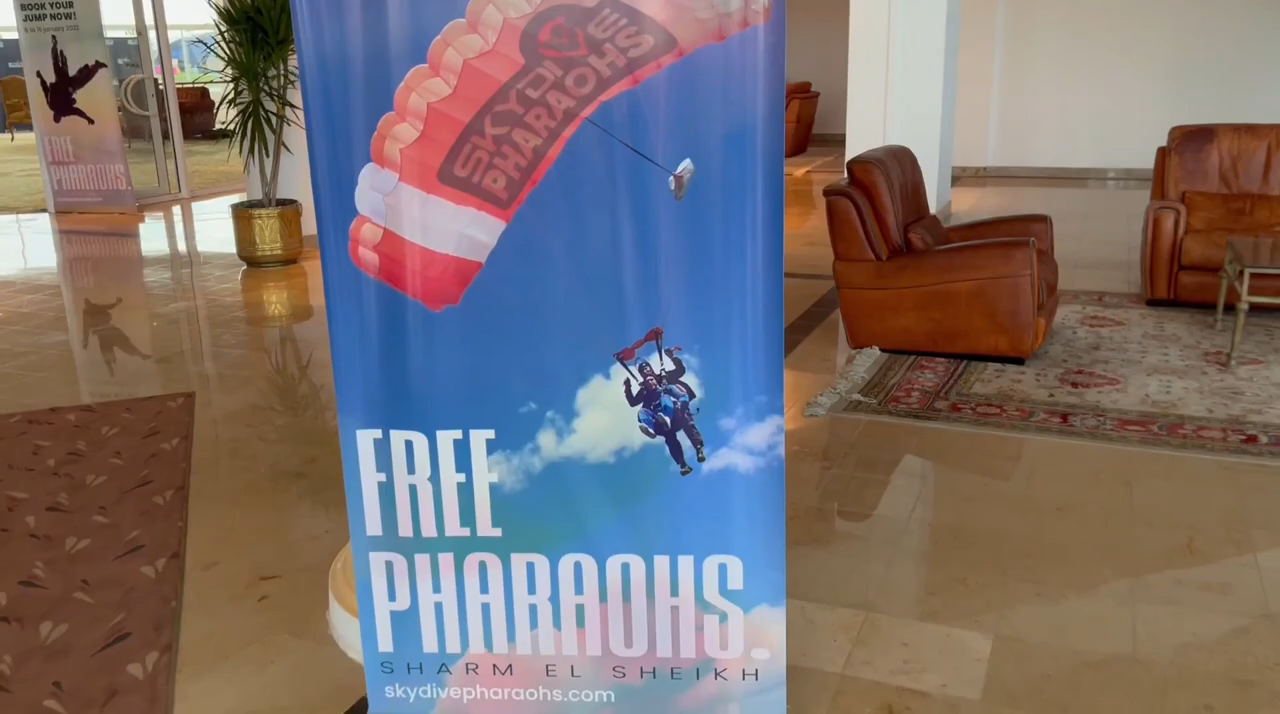 BOOK YOUR
JUMP NOW!
FREE
PHARAOHS.
SKYDIVE
PHARAOHS
FREE
PHARAOHS.
SHARM EL SHEIKH
skydivepharaohs.com